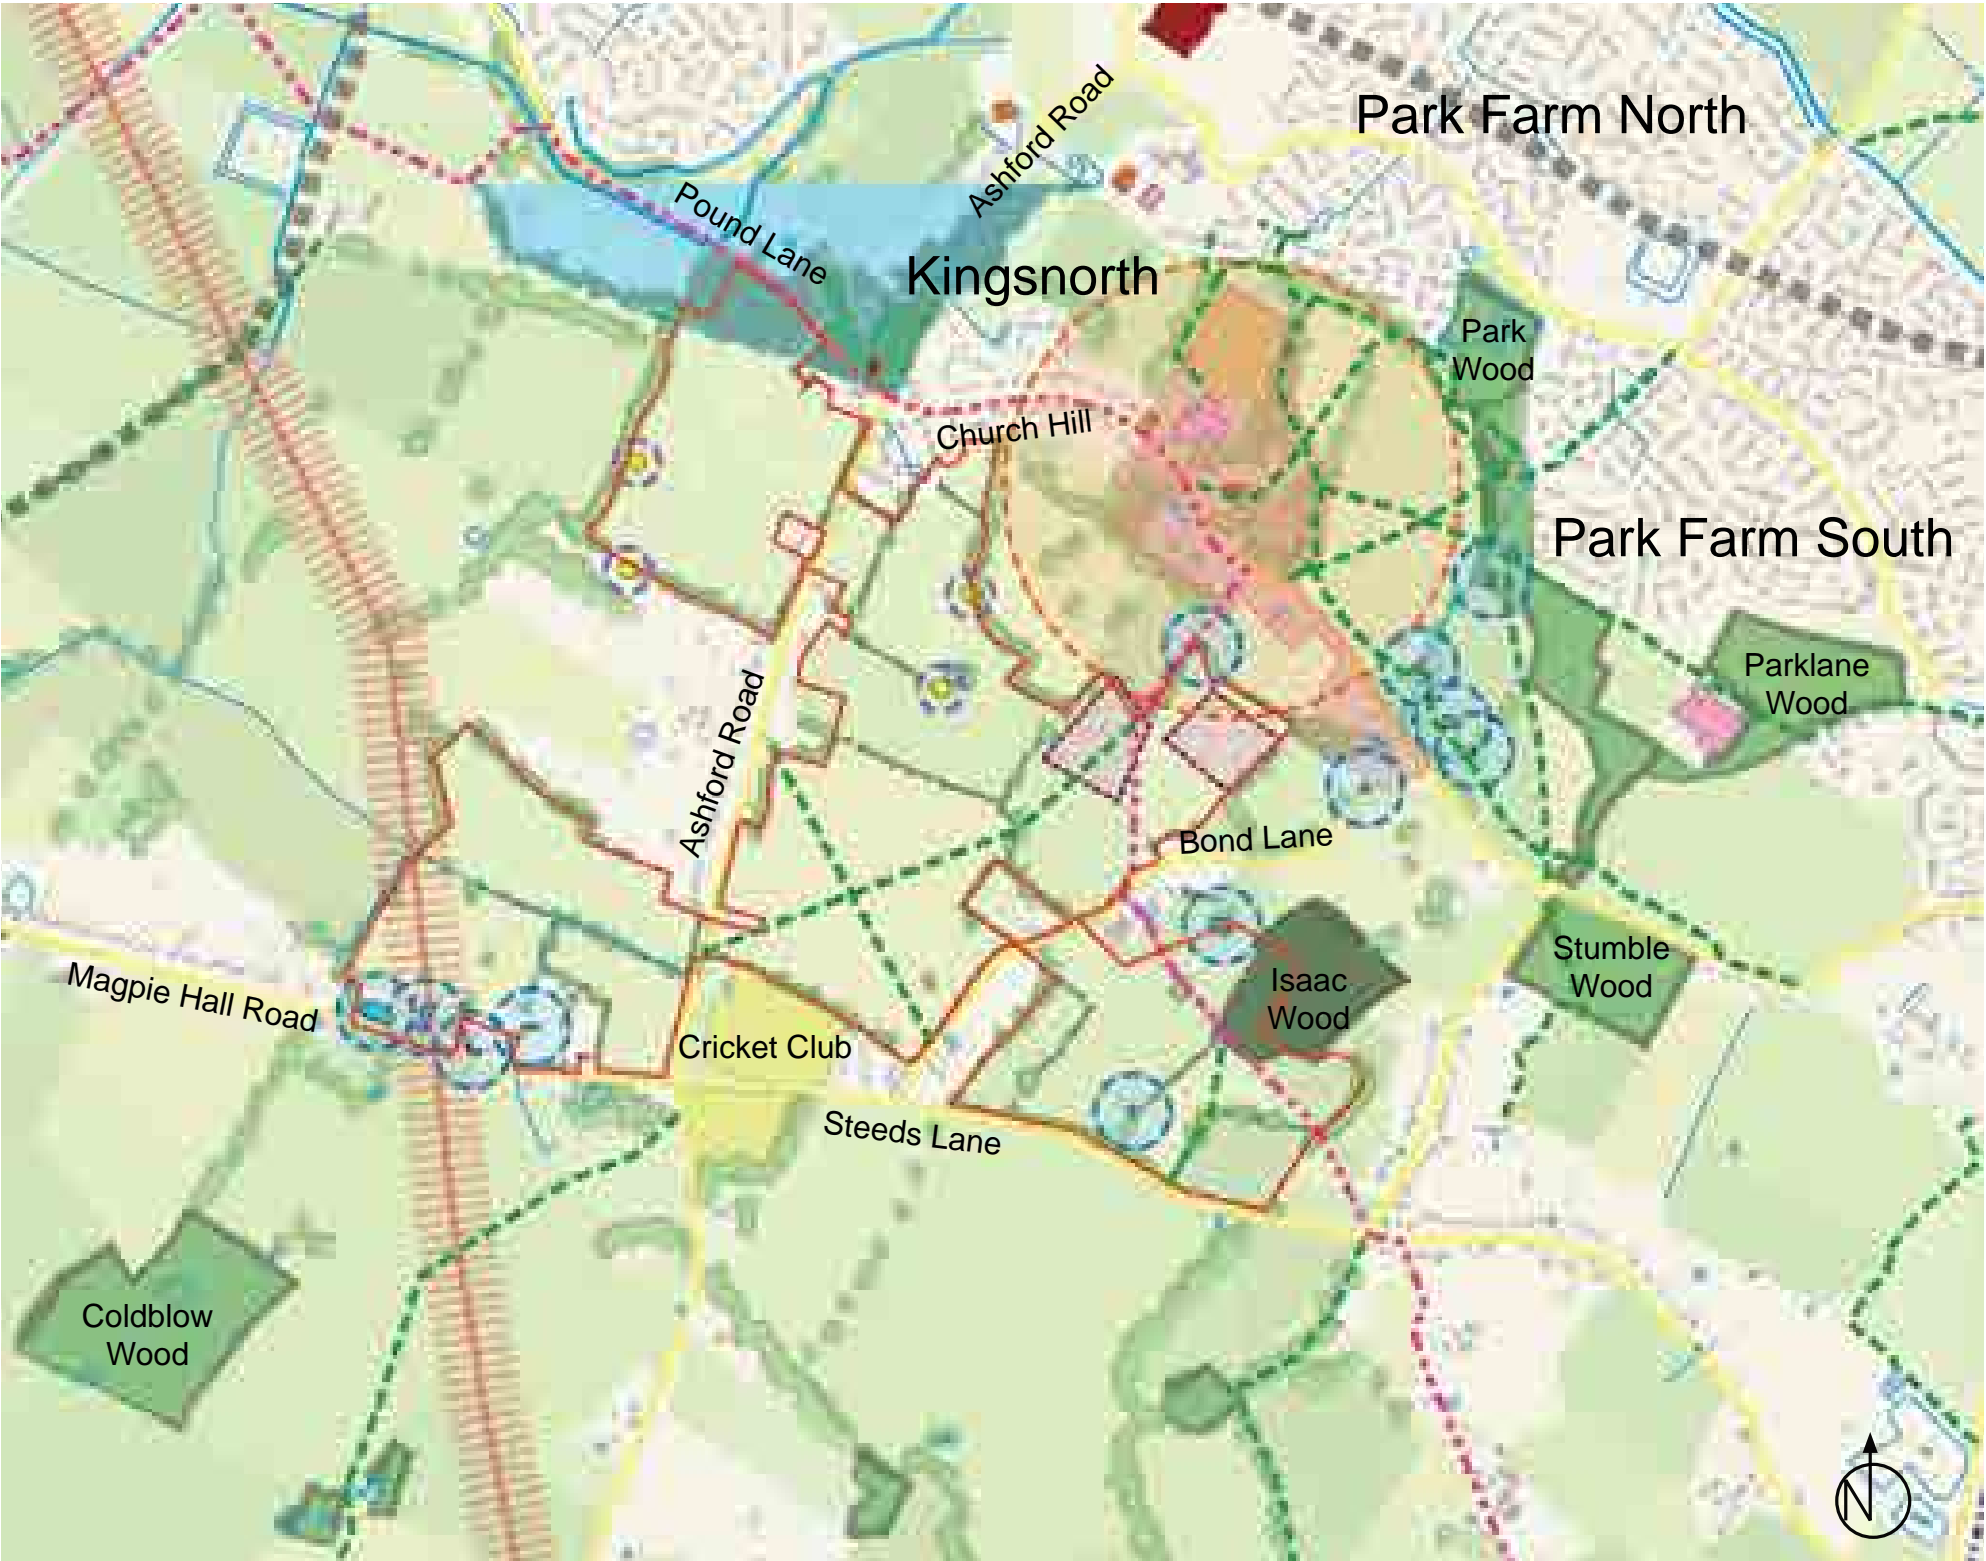 Park Farm North
Ashford Road
Pound Lane
Kingsnorth
Park
Wood
Church Hill
Park Farm South
Parklane
Wood
Ashford Road
Bond Lane
Stumble
Wood
Isaac
Wood
Magpie Hall Road
Cricket Club
Steeds Lane
Coldblow
Wood
N